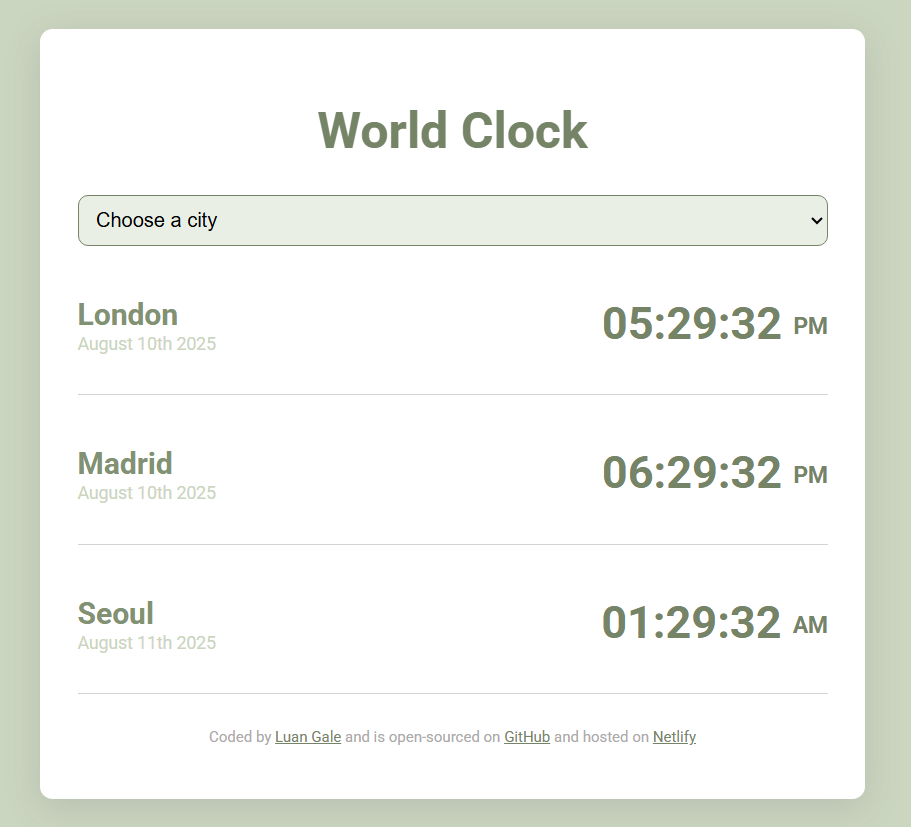 World Clock
Choose a city
London
August 10th 2025
05:29:32 PM
Madrid
August 10th 2025
06:29:32 PM
Seoul
August 11th 2025
01:29:32 AM
Coded by Luan Gale and is open-sourced on GitHub and hosted on Netlify